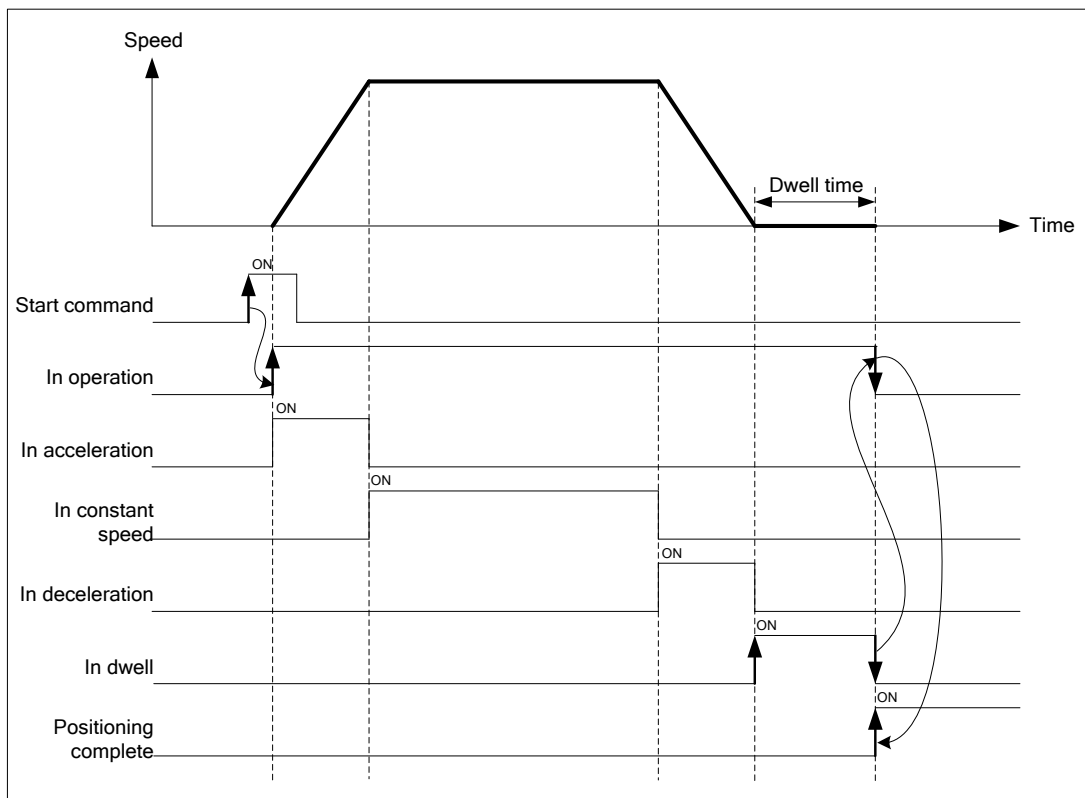 Speed
Dwell time
Time
ON
Start command
In operation
ON
In acceleration
ON
In constant
speed
ON
In deceleration
ON
In dwell
ON
Positioning
complete